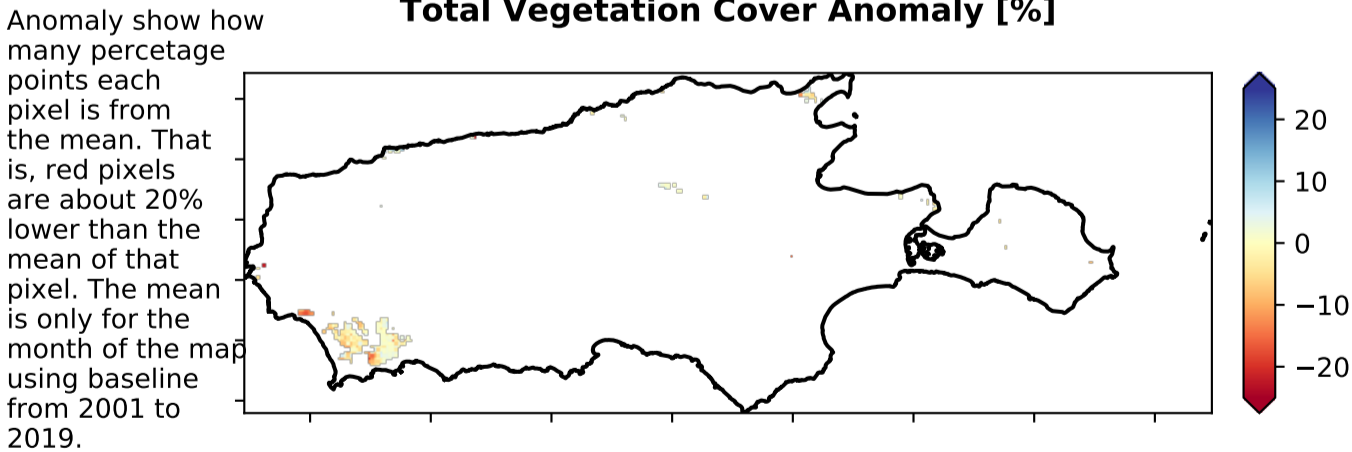 Total Vegetation Cover Anomaly [%]
Anomaly show how
many percetage
points each
pixel is from
the mean. That
is, red pixels
are about 20%
lower than the
mean of that
pixel. The mean
is only for the
month of the map
using baseline
from 2001 to
2019.
20
10
0
−10
−20